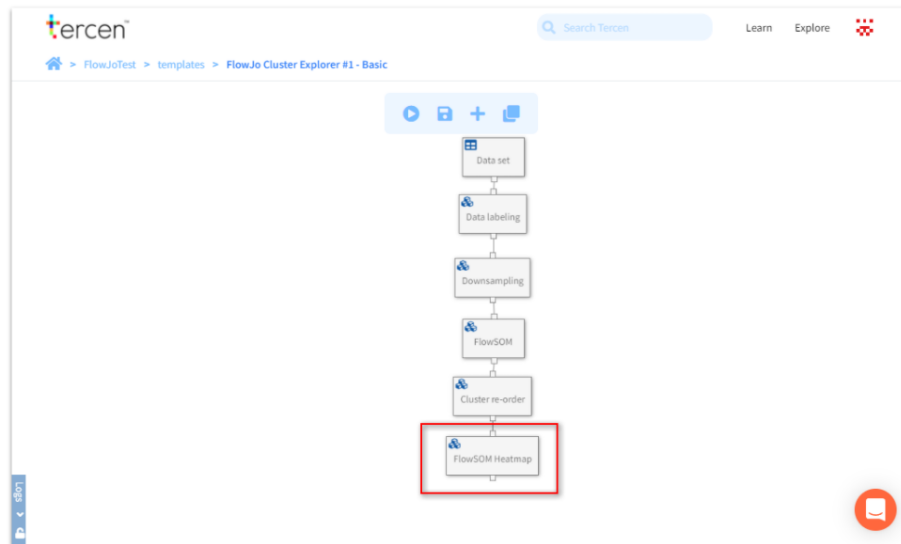 tercen™
Search Tercen
Learn
Explore
> FlowJoTest > templates > FlowJo Cluster Explorer #1 - Basic
Data set
Data labeling
Downsampling
FlowSOM
Cluster re-order
FlowSOM Heatmap
Logs